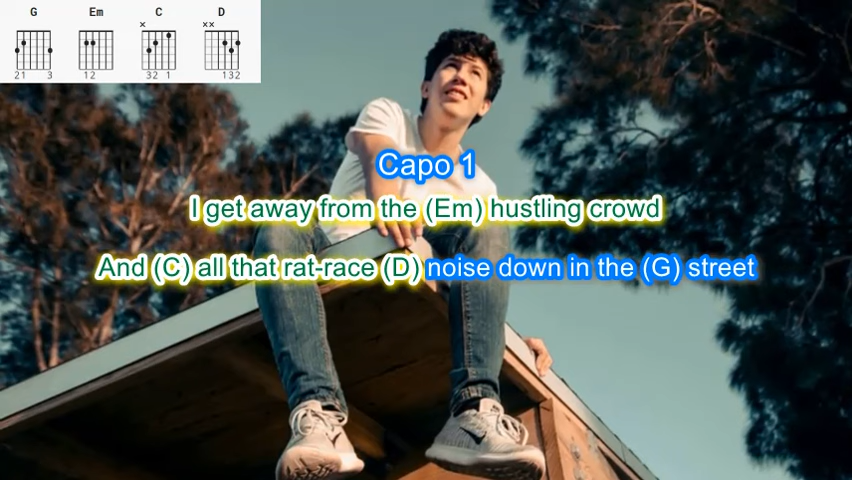 G Em C D
x xx
21 3 12 32 1 132
Capo 1
I get away from the (Em) hustling crowd
And (C) all that rat-race (D) noise down in the (G) street